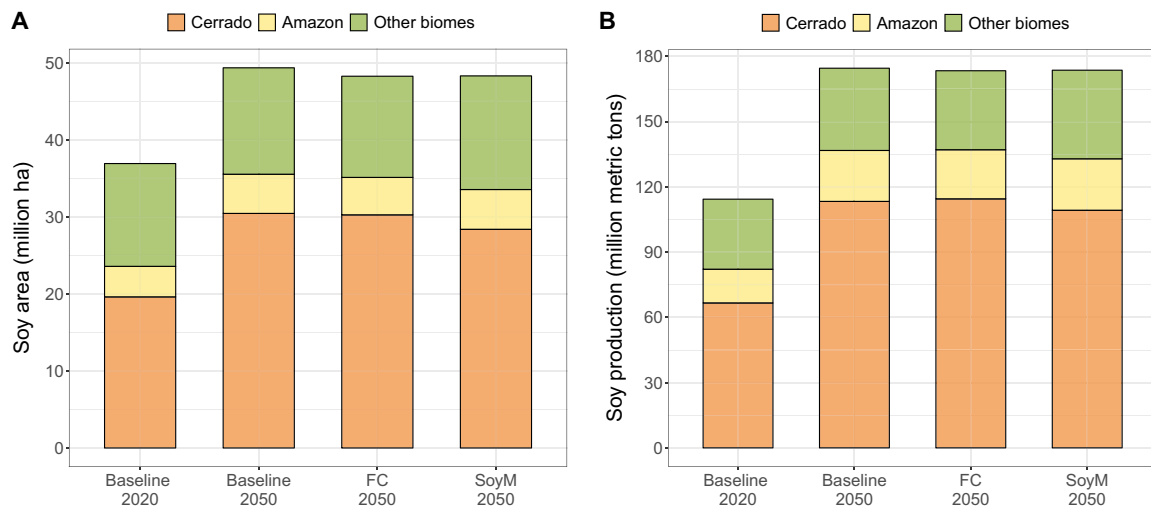 A
Cerrado Amazon Other biomes
Soy area (million ha)
50
40
30
20
10
0
Baseline 2020
Baseline 2050
FC 2050
SoyM 2050
B
Cerrado Amazon Other biomes
Soy production (million metric tons)
180
150
120
90
60
30
0
Baseline 2020
Baseline 2050
FC 2050
SoyM 2050